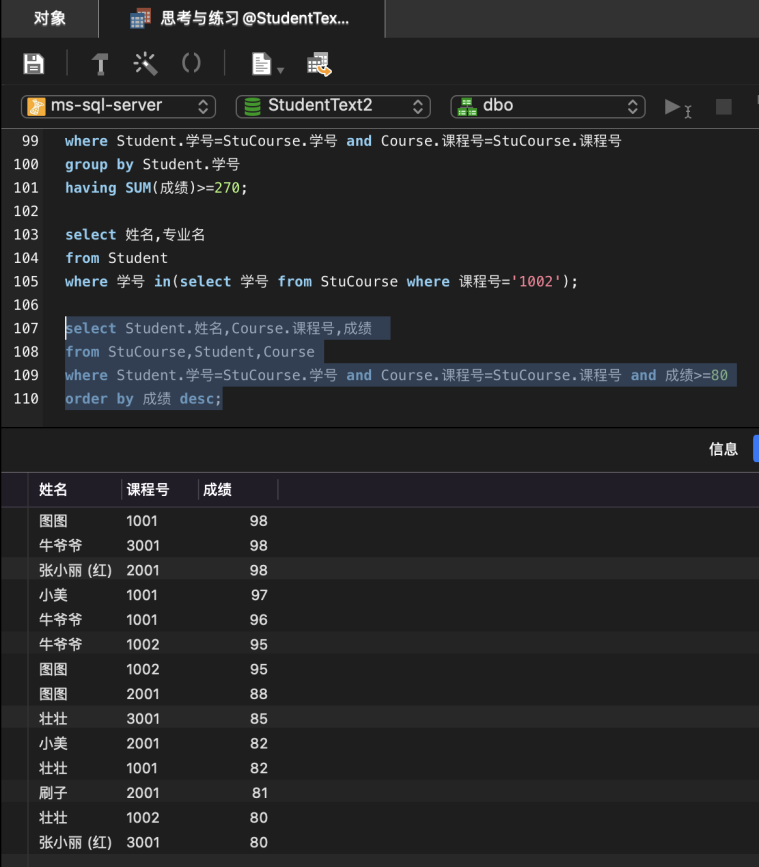 对象 思考与练习 @StudentTex...
ms-sql-server StudentText2 dbo
99 where Student.学号=StuCourse.学号 and Course.课程号=StuCourse.课程号
100 group by Student.学号
101 having SUM(成绩)>=270;
102
103 select 姓名,专业名
104 from Student
105 where 学号 in(select 学号 from StuCourse where 课程号='1002');
106
107 select Student.姓名,Course.课程号,成绩
108 from StuCourse,Student,Course
109 where Student.学号=StuCourse.学号 and Course.课程号=StuCourse.课程号 and 成绩>=80
110 order by 成绩 desc;
信息
姓名 课程号 成绩
图图 1001 98
牛爷爷 3001 98
张小丽 (红) 2001 98
小美 1001 97
牛爷爷 1001 96
牛爷爷 1002 95
图图 1002 95
图图 2001 88
壮壮 3001 85
小美 2001 82
壮壮 1001 82
刷子 2001 81
壮壮 1002 80
张小丽 (红) 3001 80